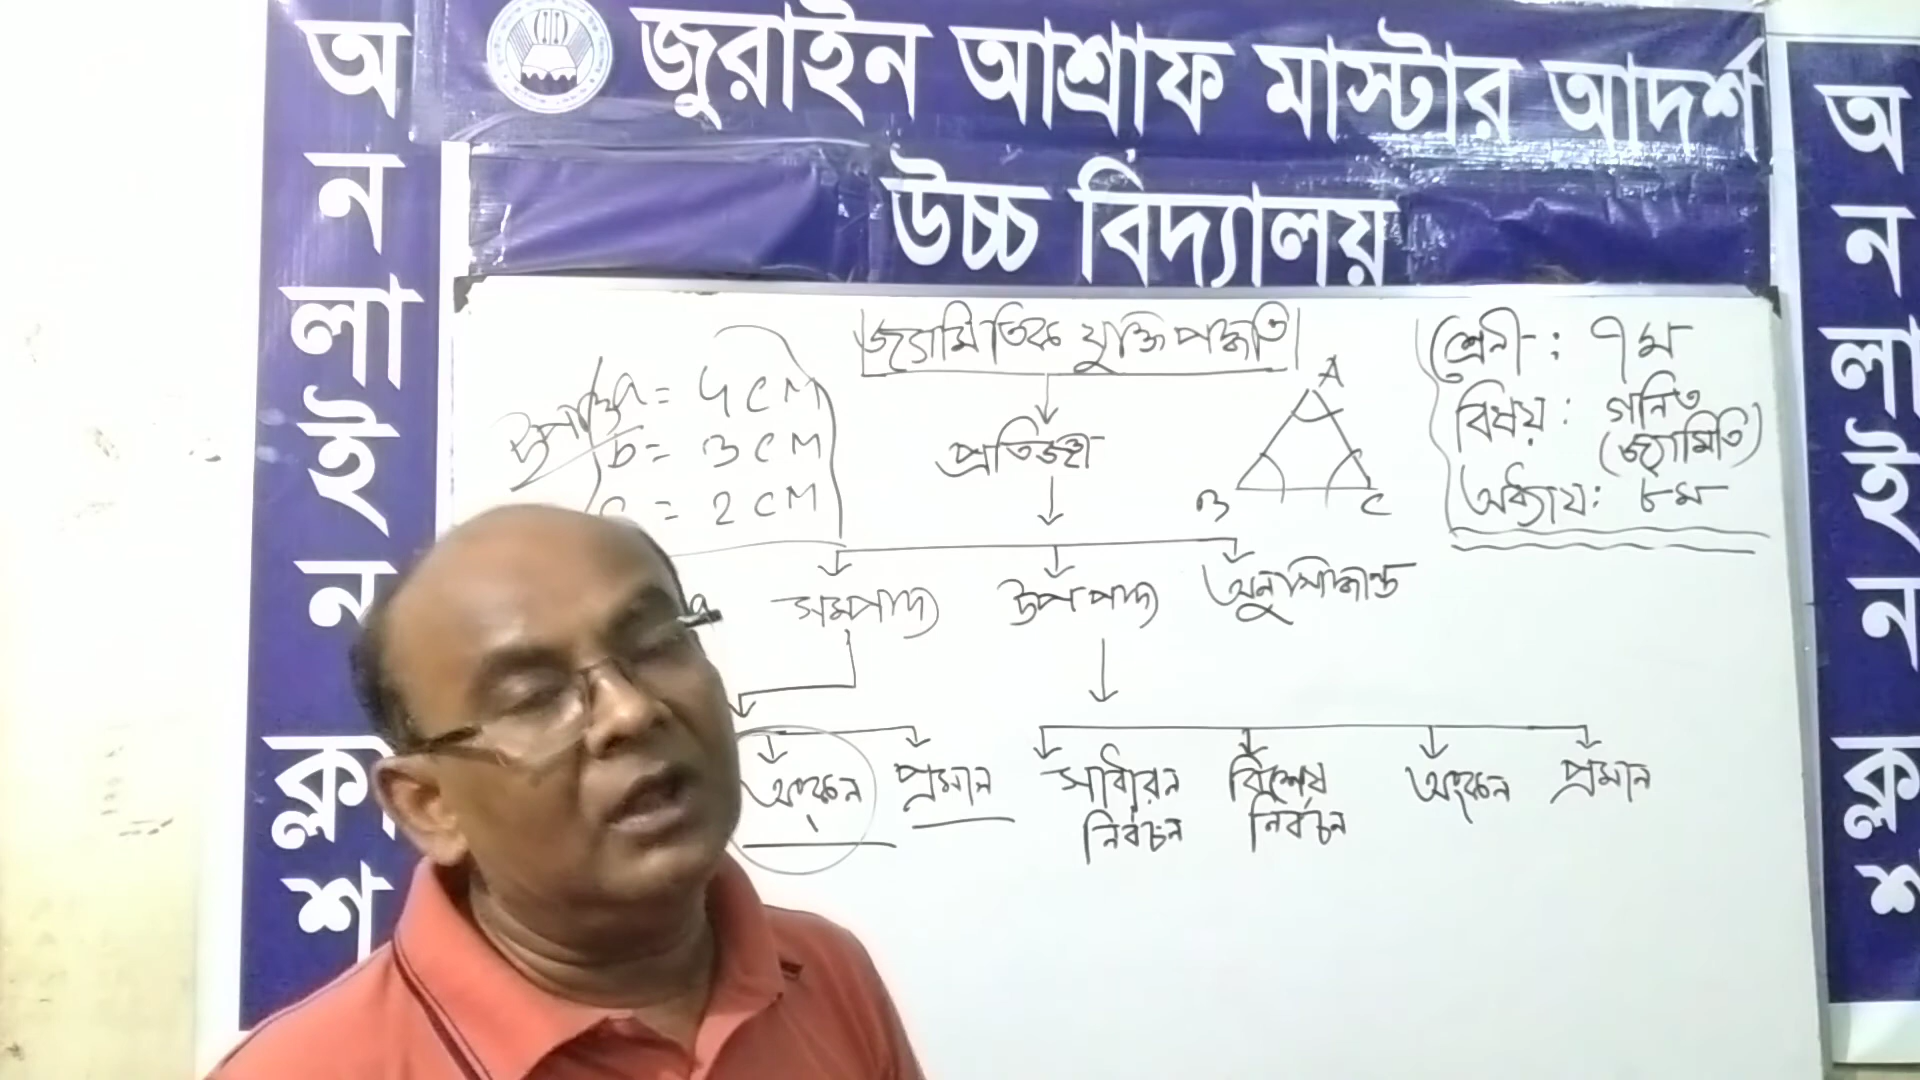 জুরাইন আশ্রাফ মাস্টার আদর্শ
উচ্চ বিদ্যালয়
অনলাইন ক্লাশ
অনলাইন ক্লাশ
জ্যামিতিক যুক্তি পদ্ধতি
শ্রেনী : ৭ম
বিষয় : গনিত
(জ্যামিতি)
অধ্যায় : ৮ম
উপাত্ত
a = 4 CM
b = 3 CM
c = 2 CM
প্রতিজ্ঞা
A
B
C
a
সম্পাদ্য
উপপাদ্য
অনুসিদ্ধান্ত
অংকন
প্রমান
সাধারন
নির্বচন
বিশেষ
নির্বচন
অংকন
প্রমান